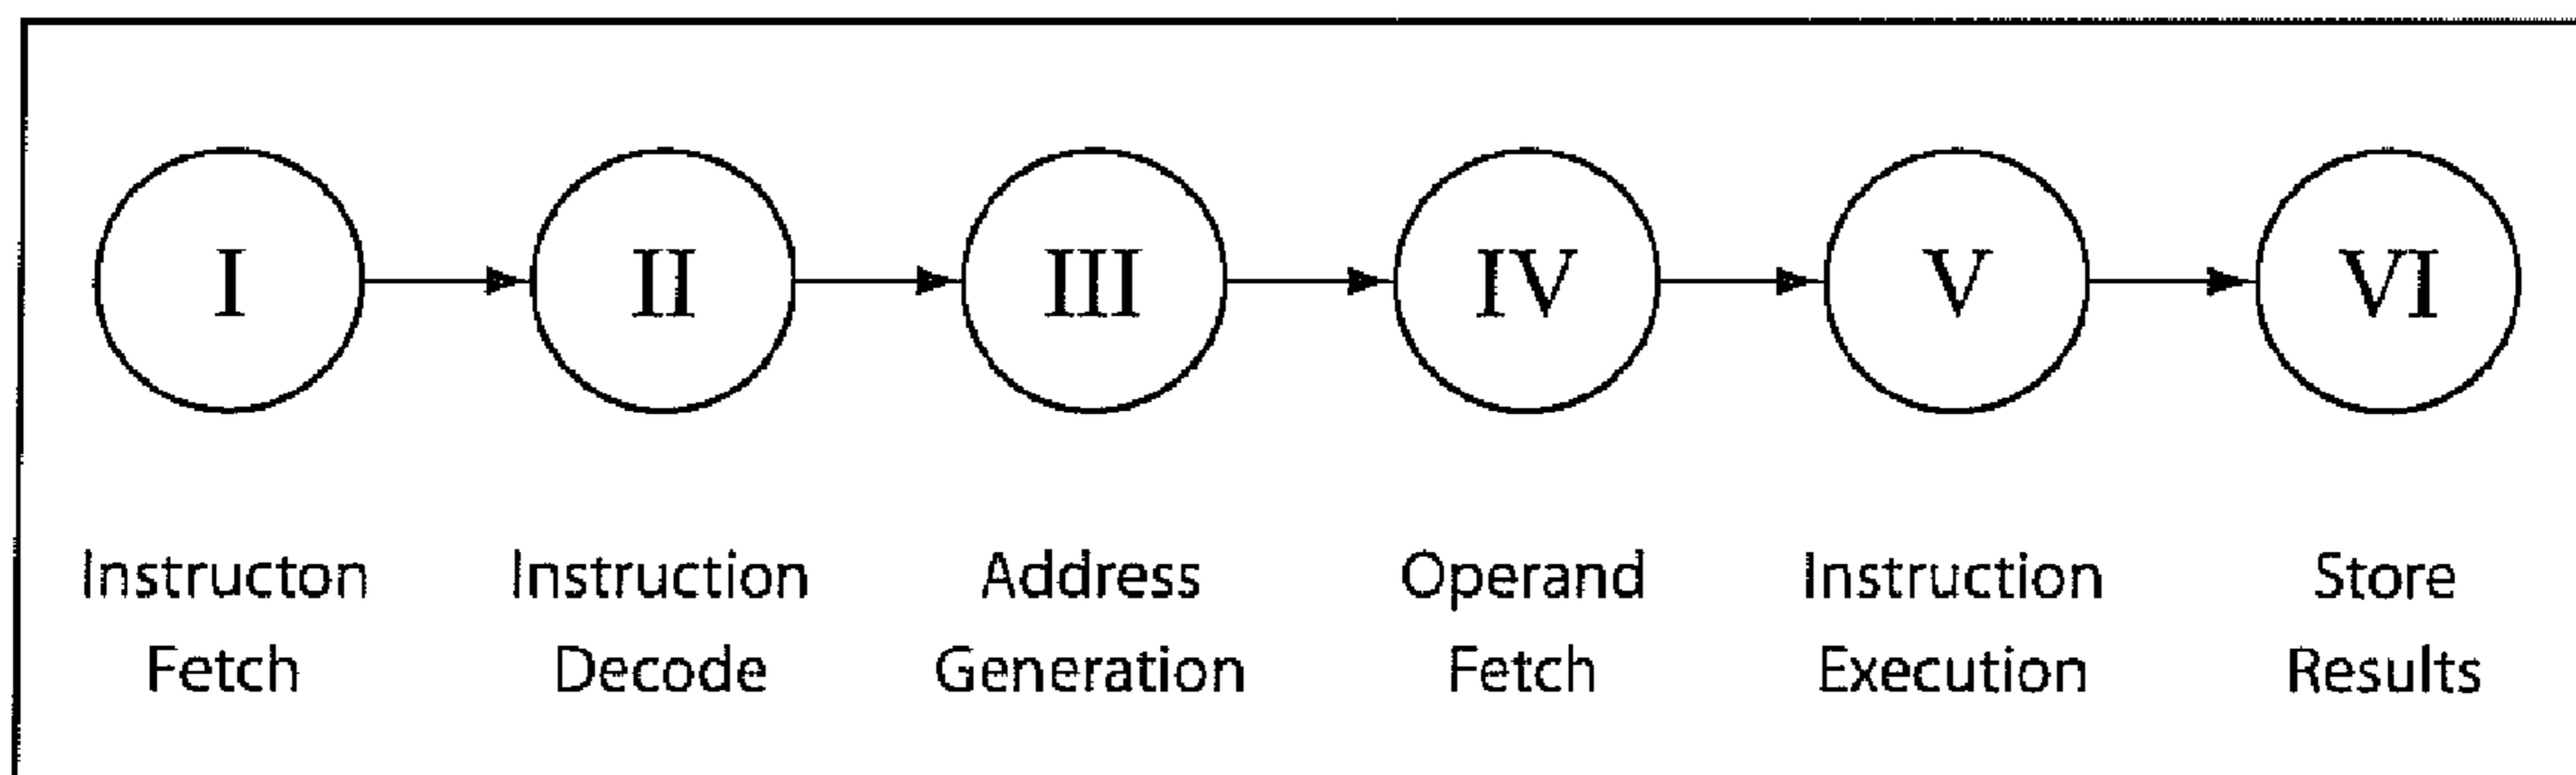 I II III IV V VI
Instructon Instruction Address Operand Instruction Store
Fetch Decode Generation Fetch Execution Results